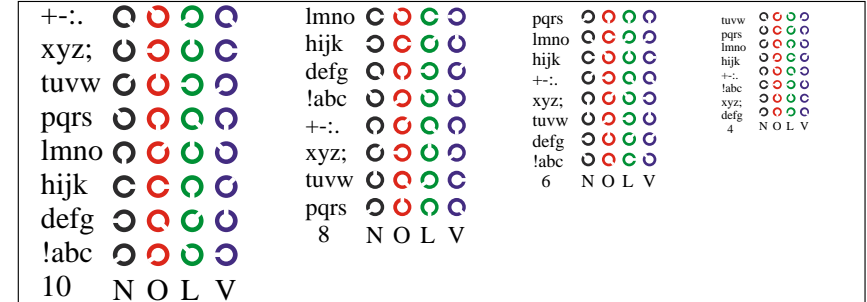 +-:.
xyz;
tuvw
pqrs
lmno
hijk
defg
!abc
10 N O L V
lmno
hijk
defg
!abc
+-:.
xyz;
tuvw
pqrs
8 N O L V
pqrs
lmno
hijk
+-:.
xyz;
tuvw
defg
!abc
6 N O L V
tuvw
pqrs
lmno
hijk
+-:.
!abc
xyz;
defg
4 N O L V